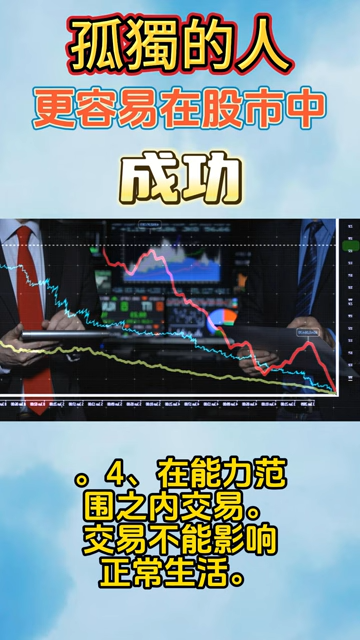 孤獨的人
更容易在股市中
成功
。4、在能力范
围之内交易。
交易不能影响
正常生活。